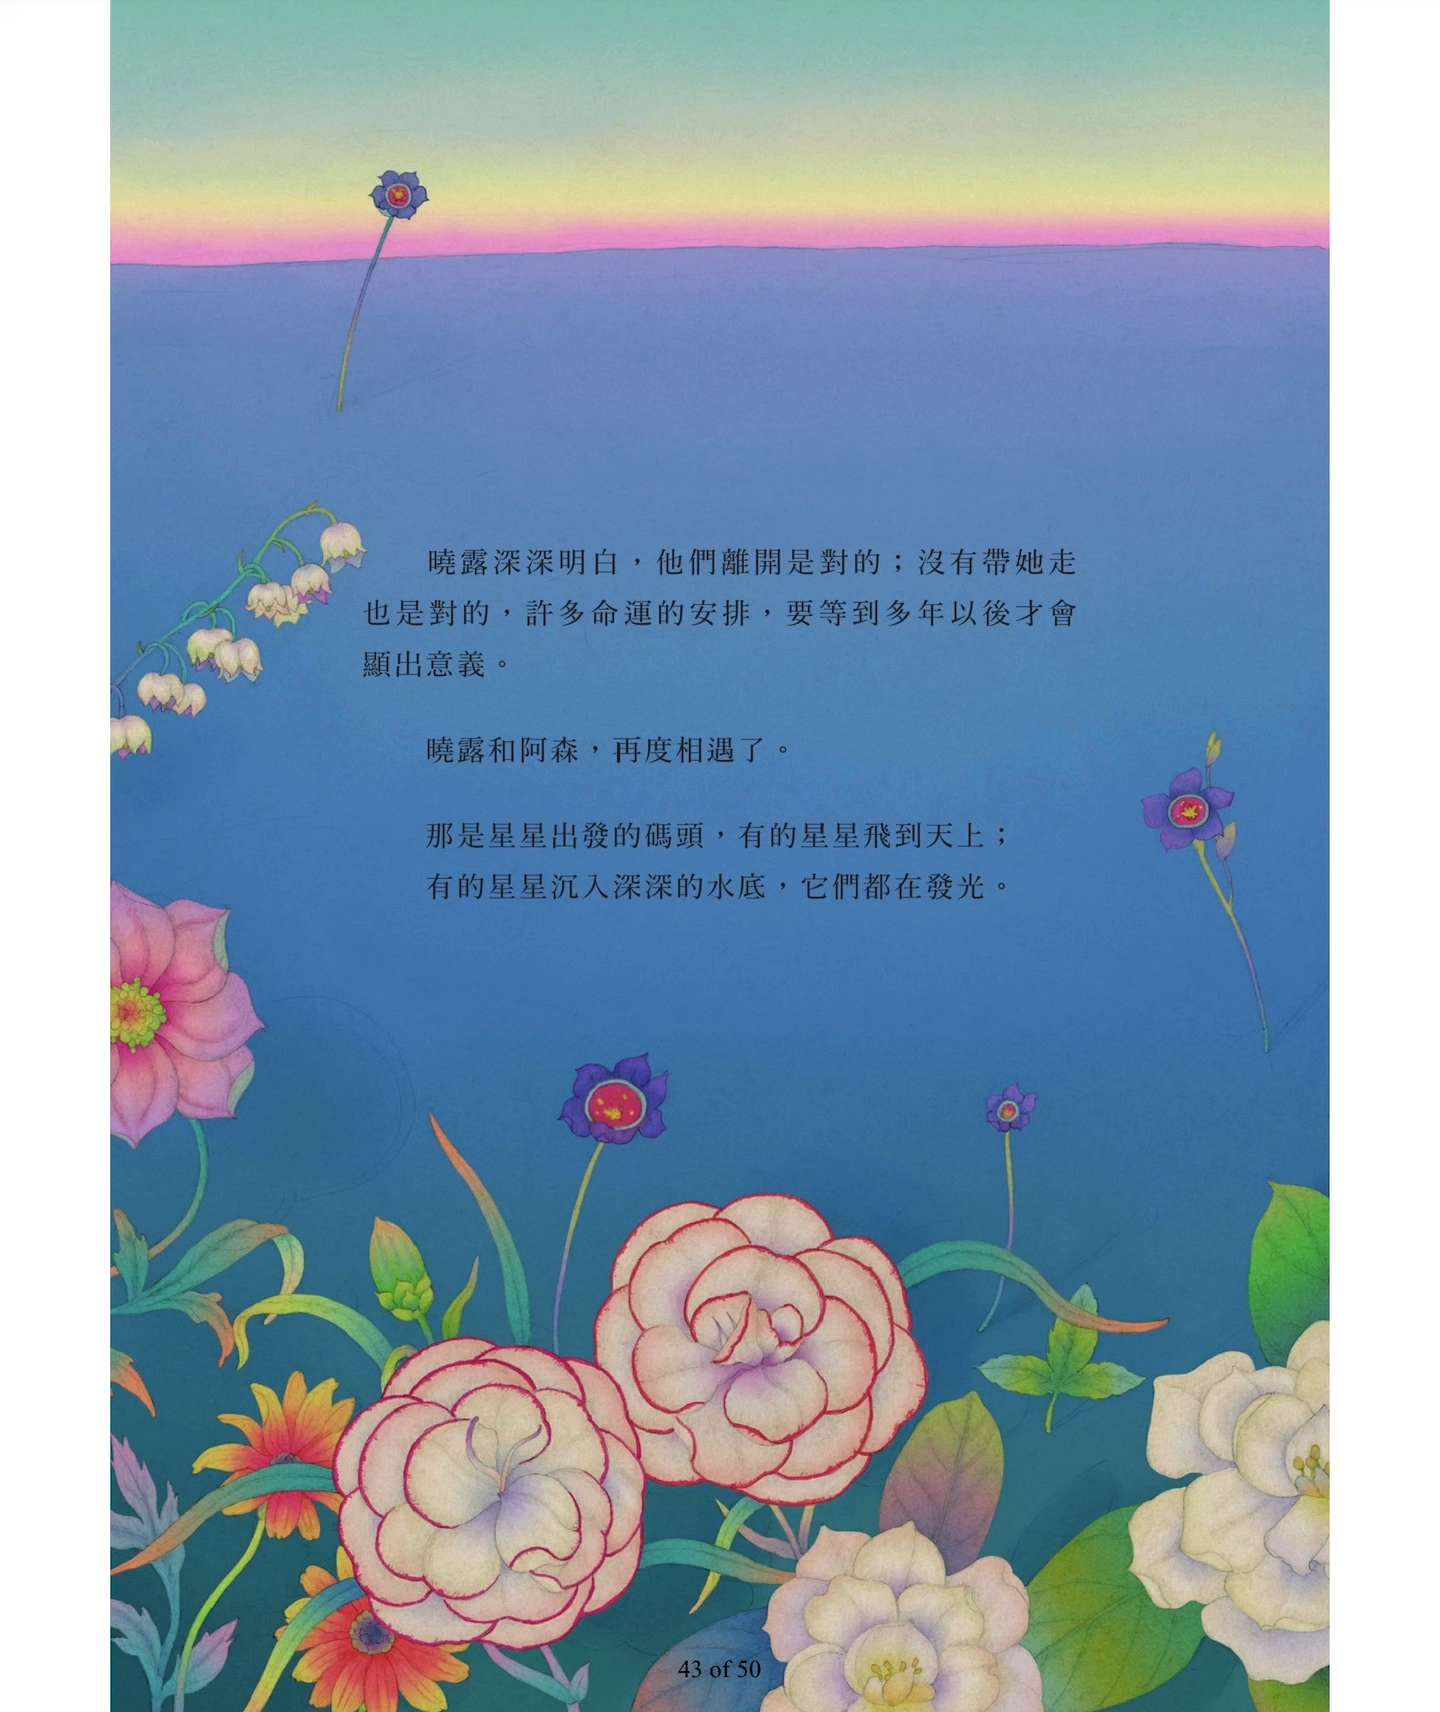 曉露深深明白，他們離開是對的；沒有帶她走
也是對的，許多命運的安排，要等到多年以後才會
顯出意義。
曉露和阿森，再度相遇了。
那是星星出發的碼頭，有的星星飛到天上；
有的星星沉入深深的水底，它們都在發光。
43 of 50